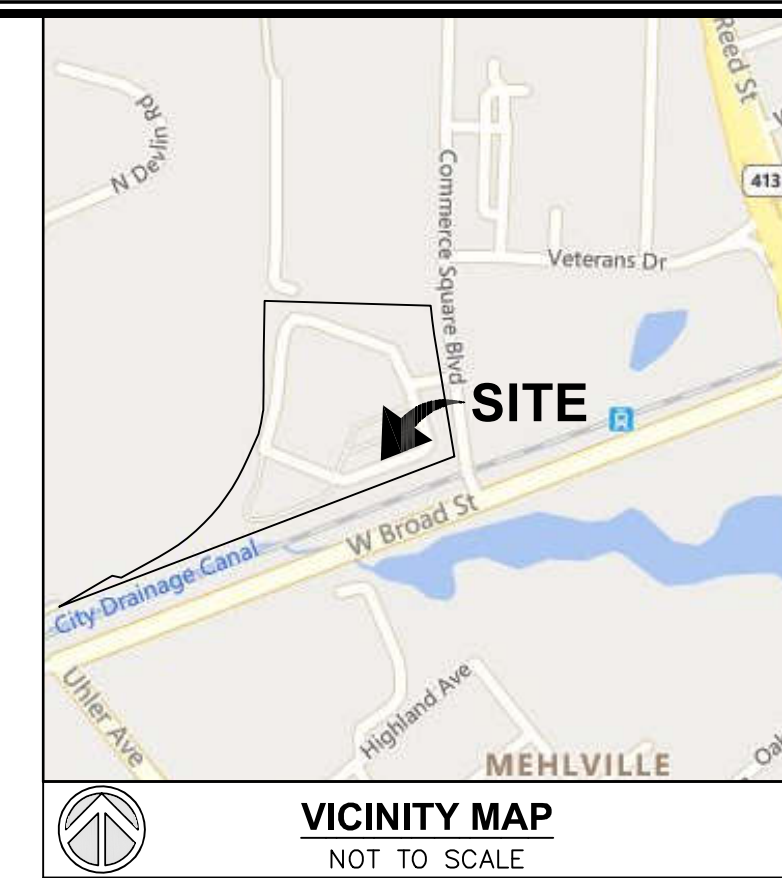 Reed St
N Devlin Rd
413
Commerce Square Blvd
Veterans Dr
SITE
W Broad St
City Drainage Canal
Uhler Ave
Highland Ave
MEHLVILLE
VICINITY MAP
NOT TO SCALE